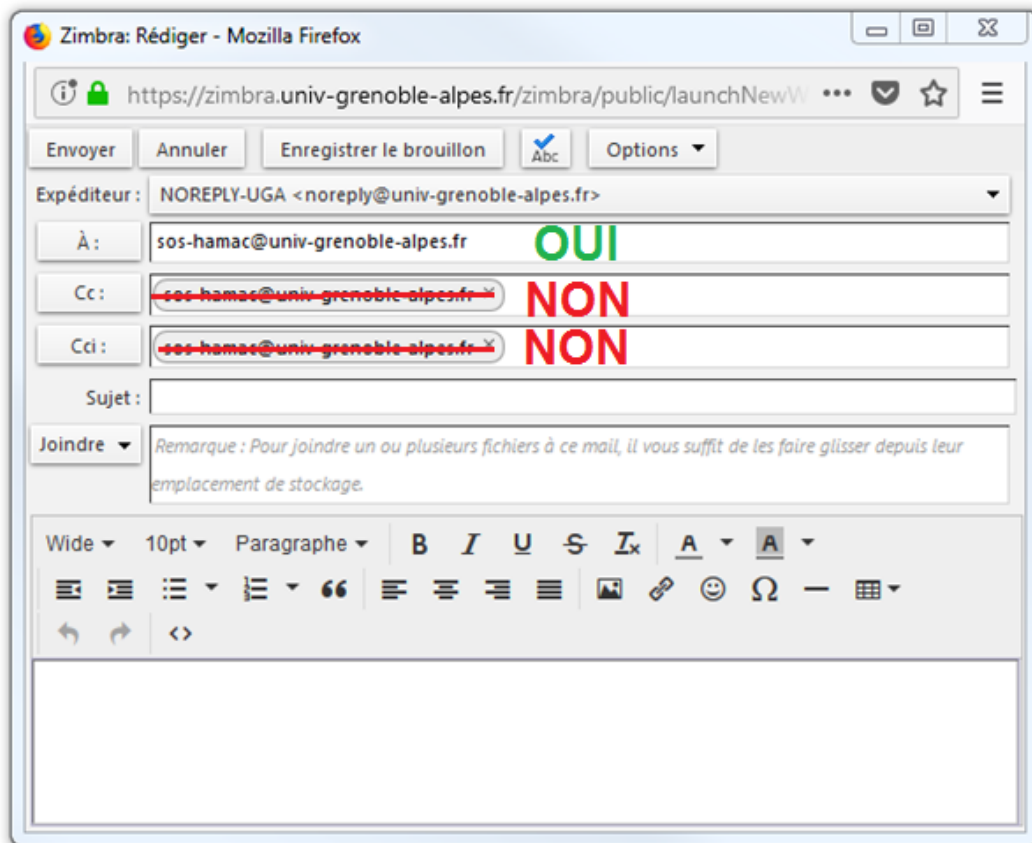 Zimbra: Rédiger - Mozilla Firefox
https://zimbra.univ-grenoble-alpes.fr/zimbra/public/launchNewW
Envoyer Annuler Enregistrer le brouillon Abc Options
Expéditeur : NOREPLY-UGA <noreply@univ-grenoble-alpes.fr>
À : sos-hamac@univ-grenoble-alpes.fr OUI
Cc : sos-hamac@univ-grenoble-alpes.fr × NON
Cci : sos-hamac@univ-grenoble-alpes.fr × NON
Sujet :
Joindre Remarque : Pour joindre un ou plusieurs fichiers à ce mail, il vous suffit de les faire glisser depuis leur
emplacement de stockage.
Wide 10pt Paragraphe B I U S Tx A A